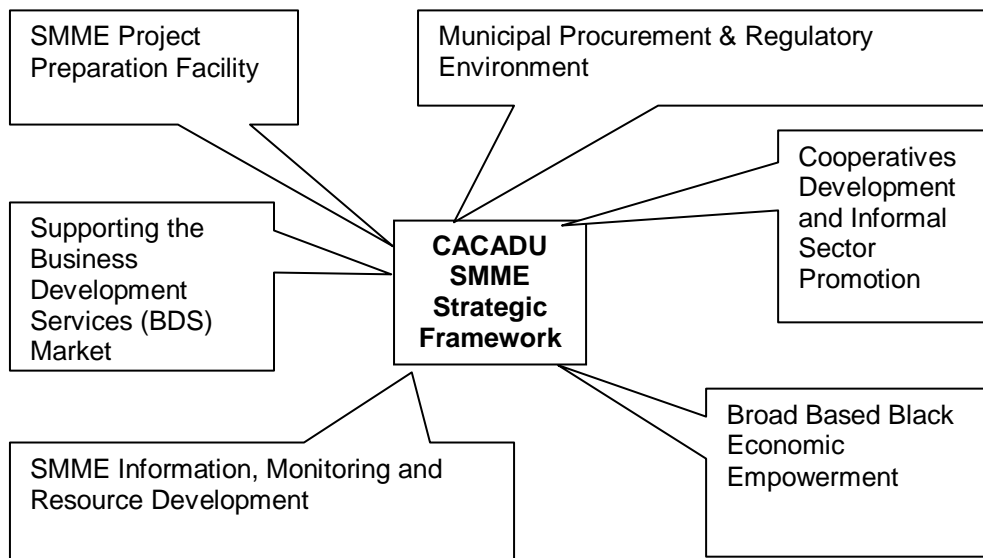 SMME Project
Preparation Facility
Municipal Procurement & Regulatory
Environment
Cooperatives
Development
and Informal
Sector
Promotion
Supporting the
Business
Development
Services (BDS)
Market
CACADU
SMME
Strategic
Framework
Broad Based Black
Economic
Empowerment
SMME Information, Monitoring and
Resource Development